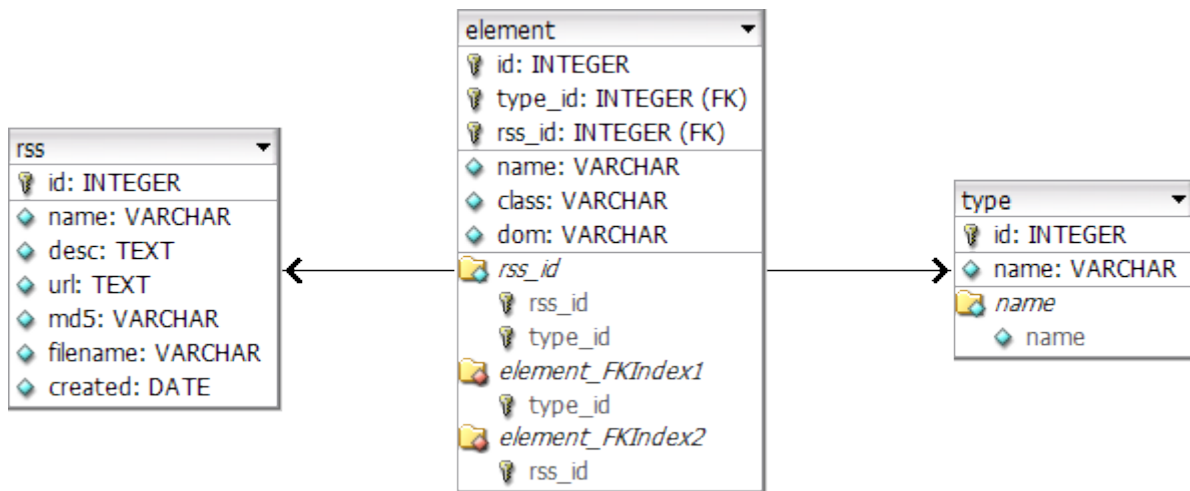 rss
id: INTEGER
name: VARCHAR
desc: TEXT
url: TEXT
md5: VARCHAR
filename: VARCHAR
created: DATE
element
id: INTEGER
type_id: INTEGER (FK)
rss_id: INTEGER (FK)
name: VARCHAR
class: VARCHAR
dom: VARCHAR
rss_id
rss_id
type_id
element_FKIndex1
type_id
element_FKIndex2
rss_id
type
id: INTEGER
name: VARCHAR
name
name